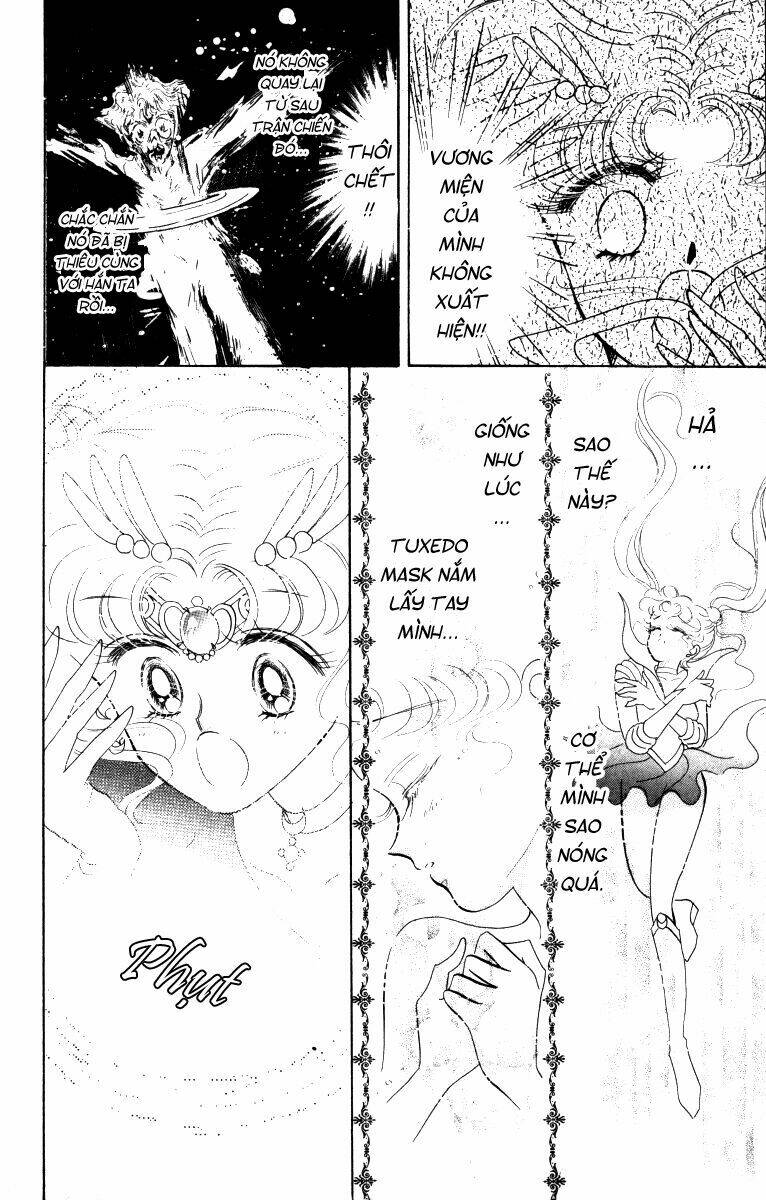 VƯƠNG
MIỆN
CỦA
MÌNH
KHÔNG
XUẤT
HIỆN!!
THÔI
CHẾT
!!
NÓ KHÔNG
QUAY LẠI
TỪ SAU
TRẬN CHIẾN
ĐÓ...
CHẮC CHẮN
NÓ ĐÃ BỊ
THIÊU CÙNG
VỚI HẮN TA
RỒI...
HẢ
...
SAO
THẾ
NÀY?
CƠ
THỂ
MÌNH
SAO
NÓNG
QUÁ.
GIỐNG
NHƯ
LÚC
...
TUXEDO
MASK NẮM
LẤY TAY
MÌNH...
Phụt